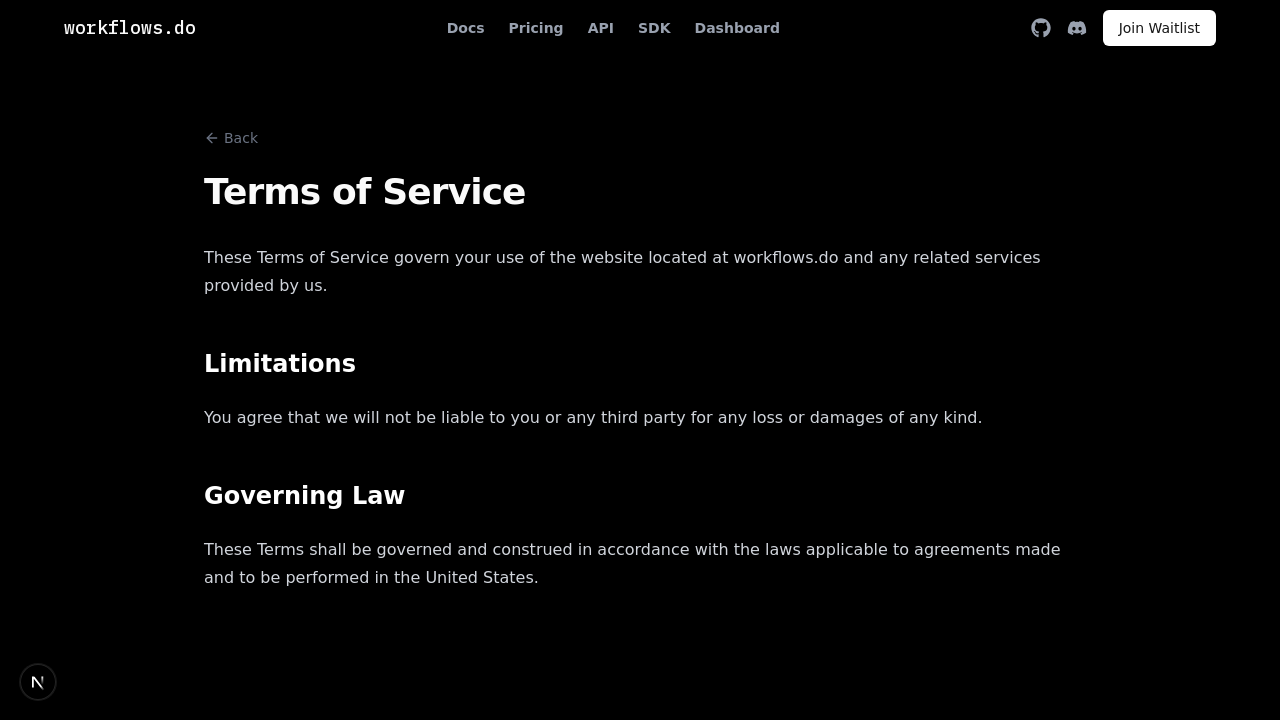 workflows.do
Docs
Pricing
API
SDK
Dashboard
Join Waitlist
Back
Terms of Service
These Terms of Service govern your use of the website located at workflows.do and any related services
provided by us.
Limitations
You agree that we will not be liable to you or any third party for any loss or damages of any kind.
Governing Law
These Terms shall be governed and construed in accordance with the laws applicable to agreements made
and to be performed in the United States.
N